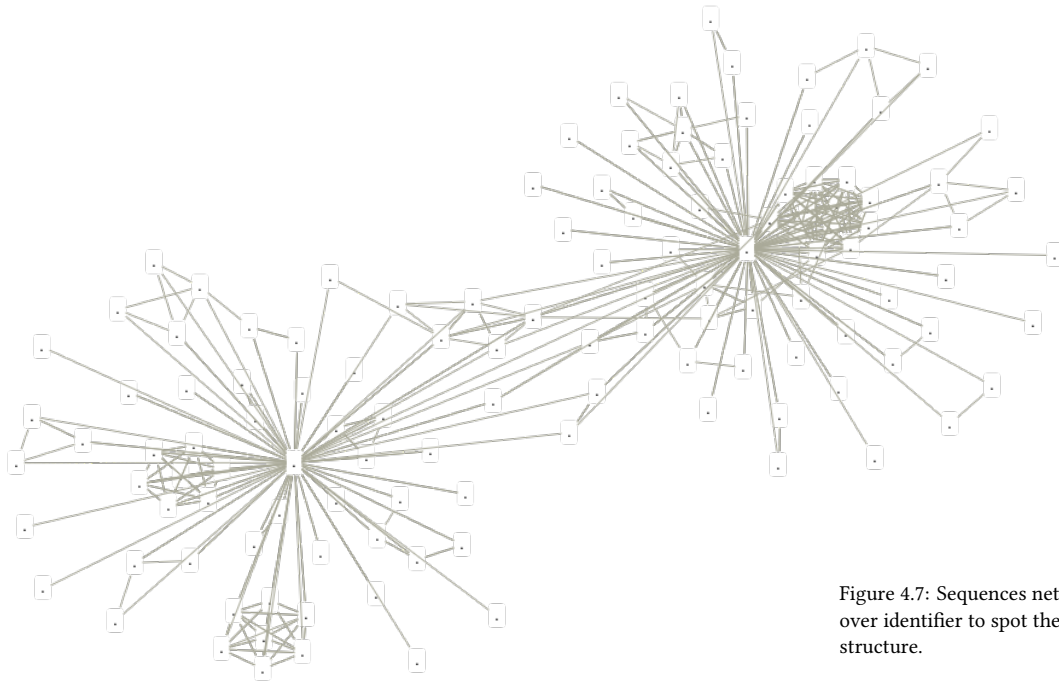 Figure 4.7: Sequences net
over identifier to spot the
structure.